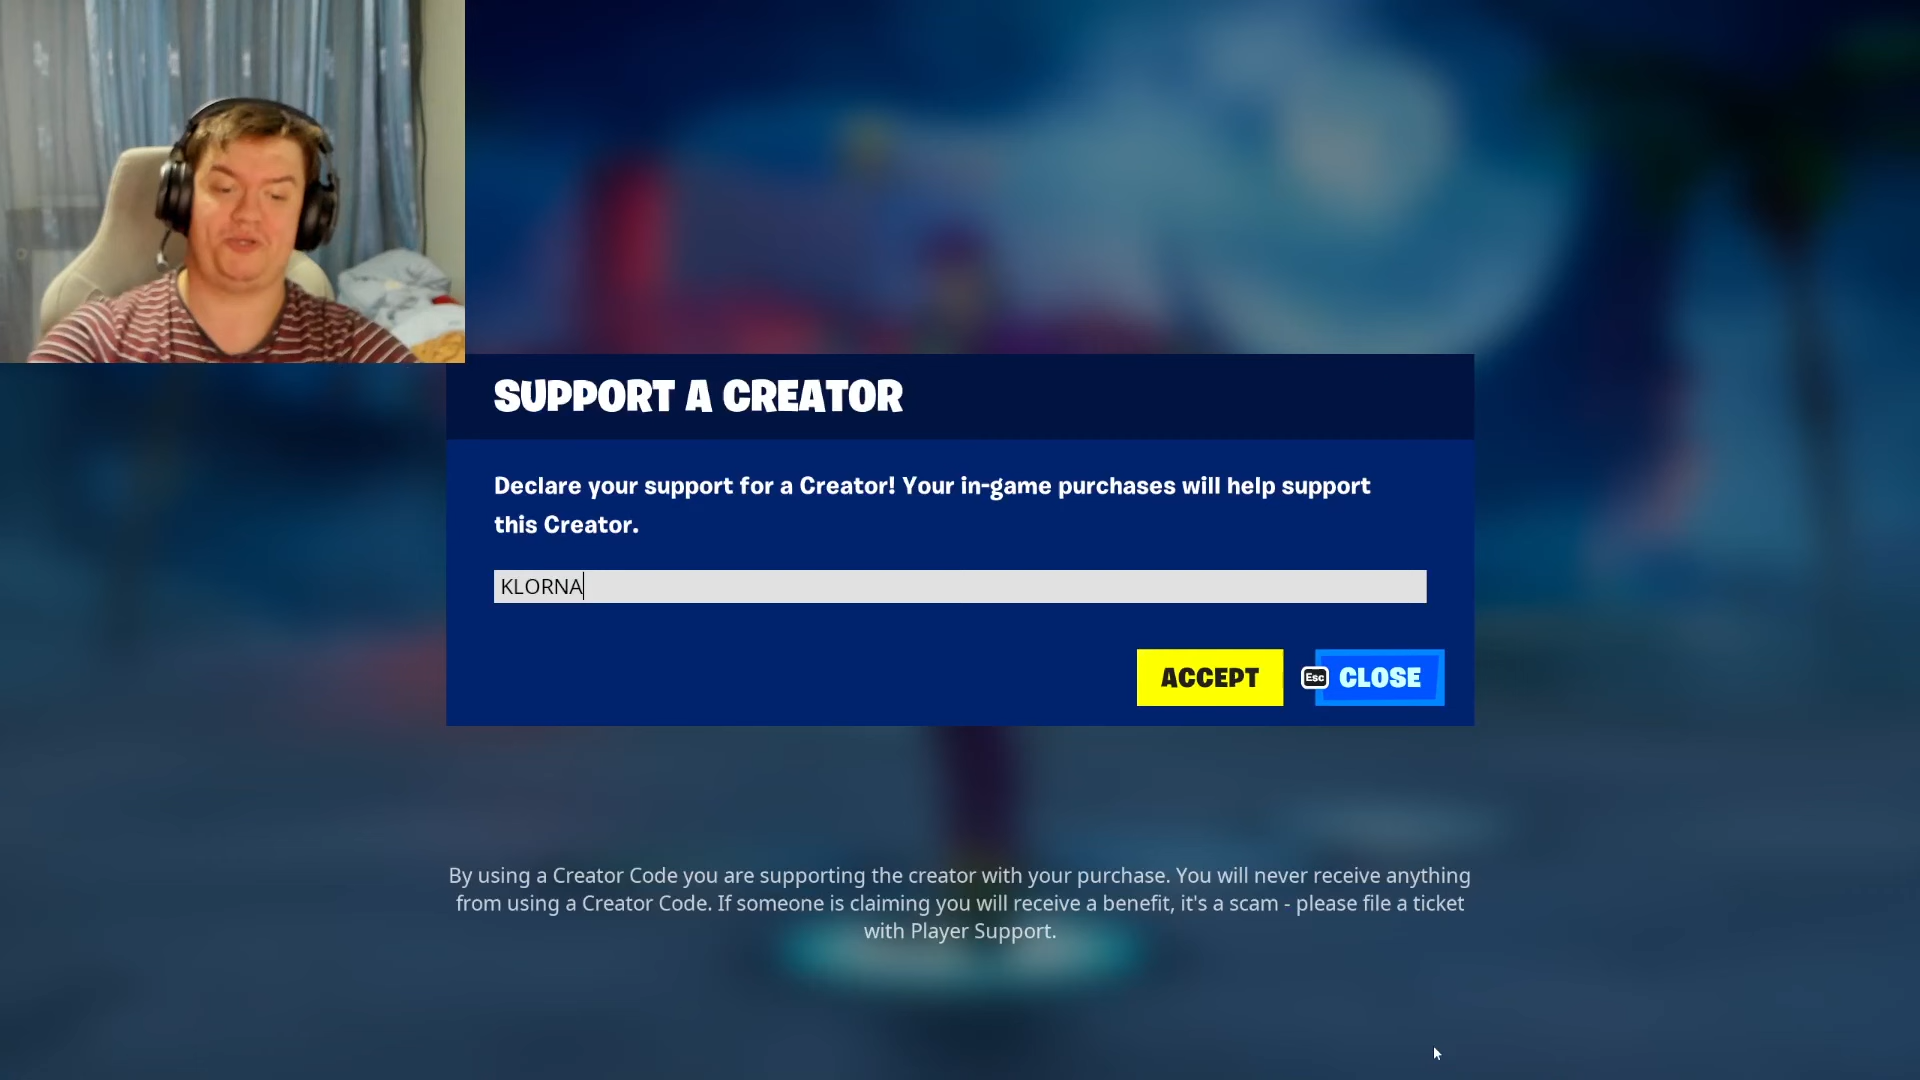 SUPPORT A CREATOR
Declare your support for a Creator! Your in-game purchases will help support
this Creator.
KLORNA
ACCEPT
Esc CLOSE
By using a Creator Code you are supporting the creator with your purchase. You will never receive anything
from using a Creator Code. If someone is claiming you will receive a benefit, it's a scam - please file a ticket
with Player Support.